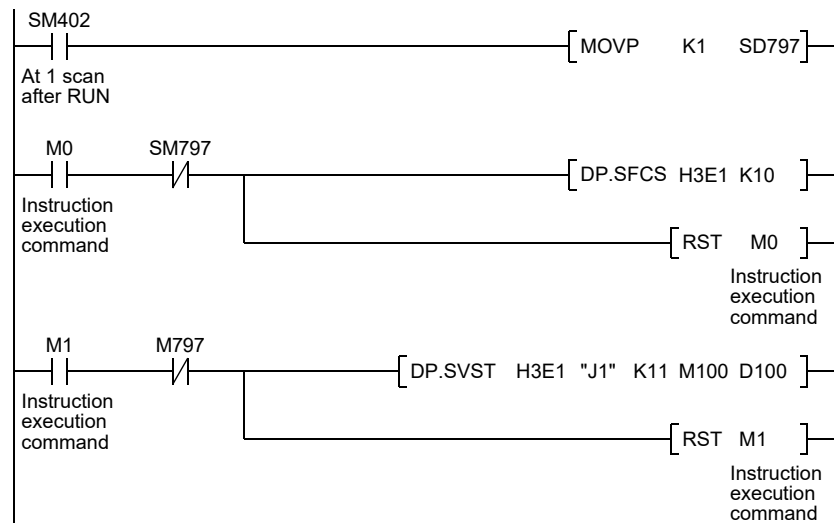 SM402
MOVP K1 SD797
At 1 scan
after RUN
M0 SM797
DP.SFCS H3E1 K10
Instruction
execution
command
RST M0
Instruction
execution
command
M1 M797
DP.SVST H3E1 "J1" K11 M100 D100
Instruction
execution
command
RST M1
Instruction
execution
command